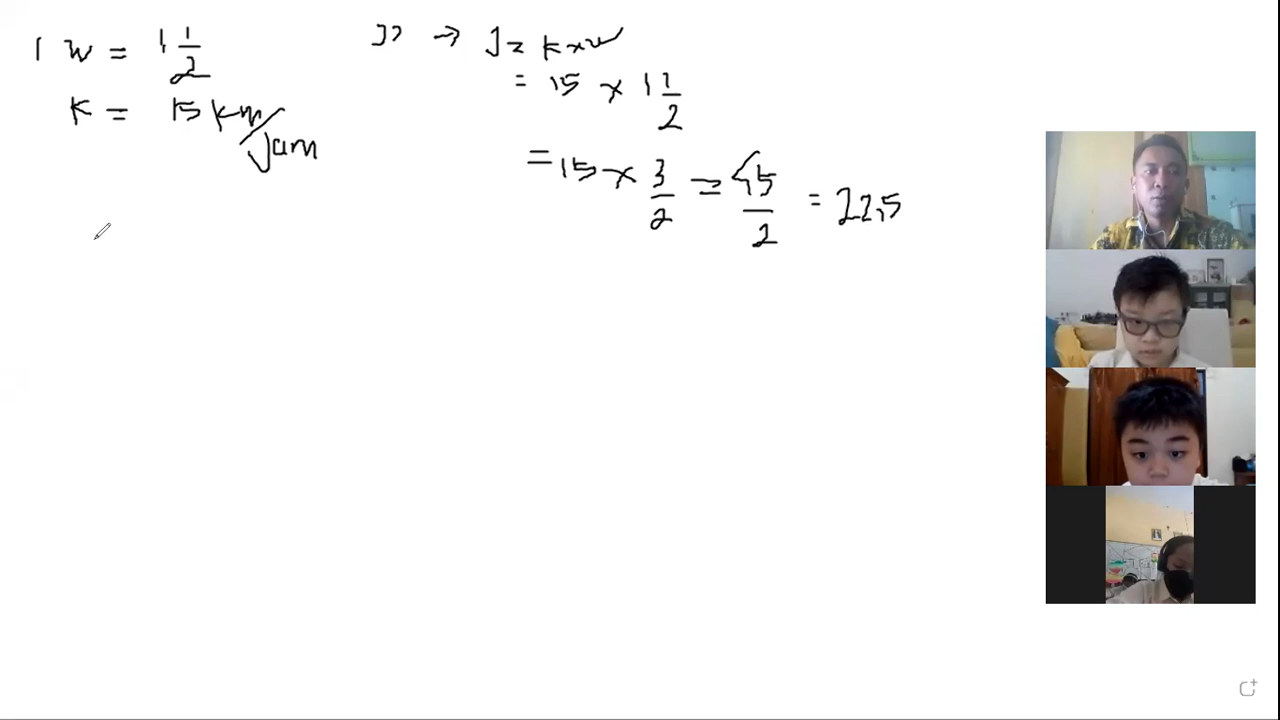 1 W = 1 1/2
K = 15 km/Jam
J? → J = K x W
= 15 x 1 1/2
= 15 x 3/2 = 45/2 = 22,5